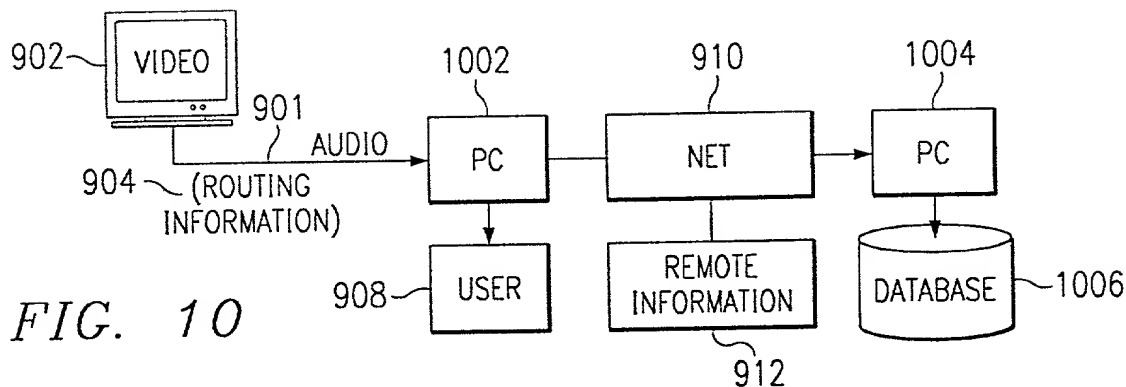 902
VIDEO
901
AUDIO
904
(ROUTING
INFORMATION)
1002
PC
910
NET
1004
PC
908
USER
REMOTE
INFORMATION
912
DATABASE
1006
FIG. 10